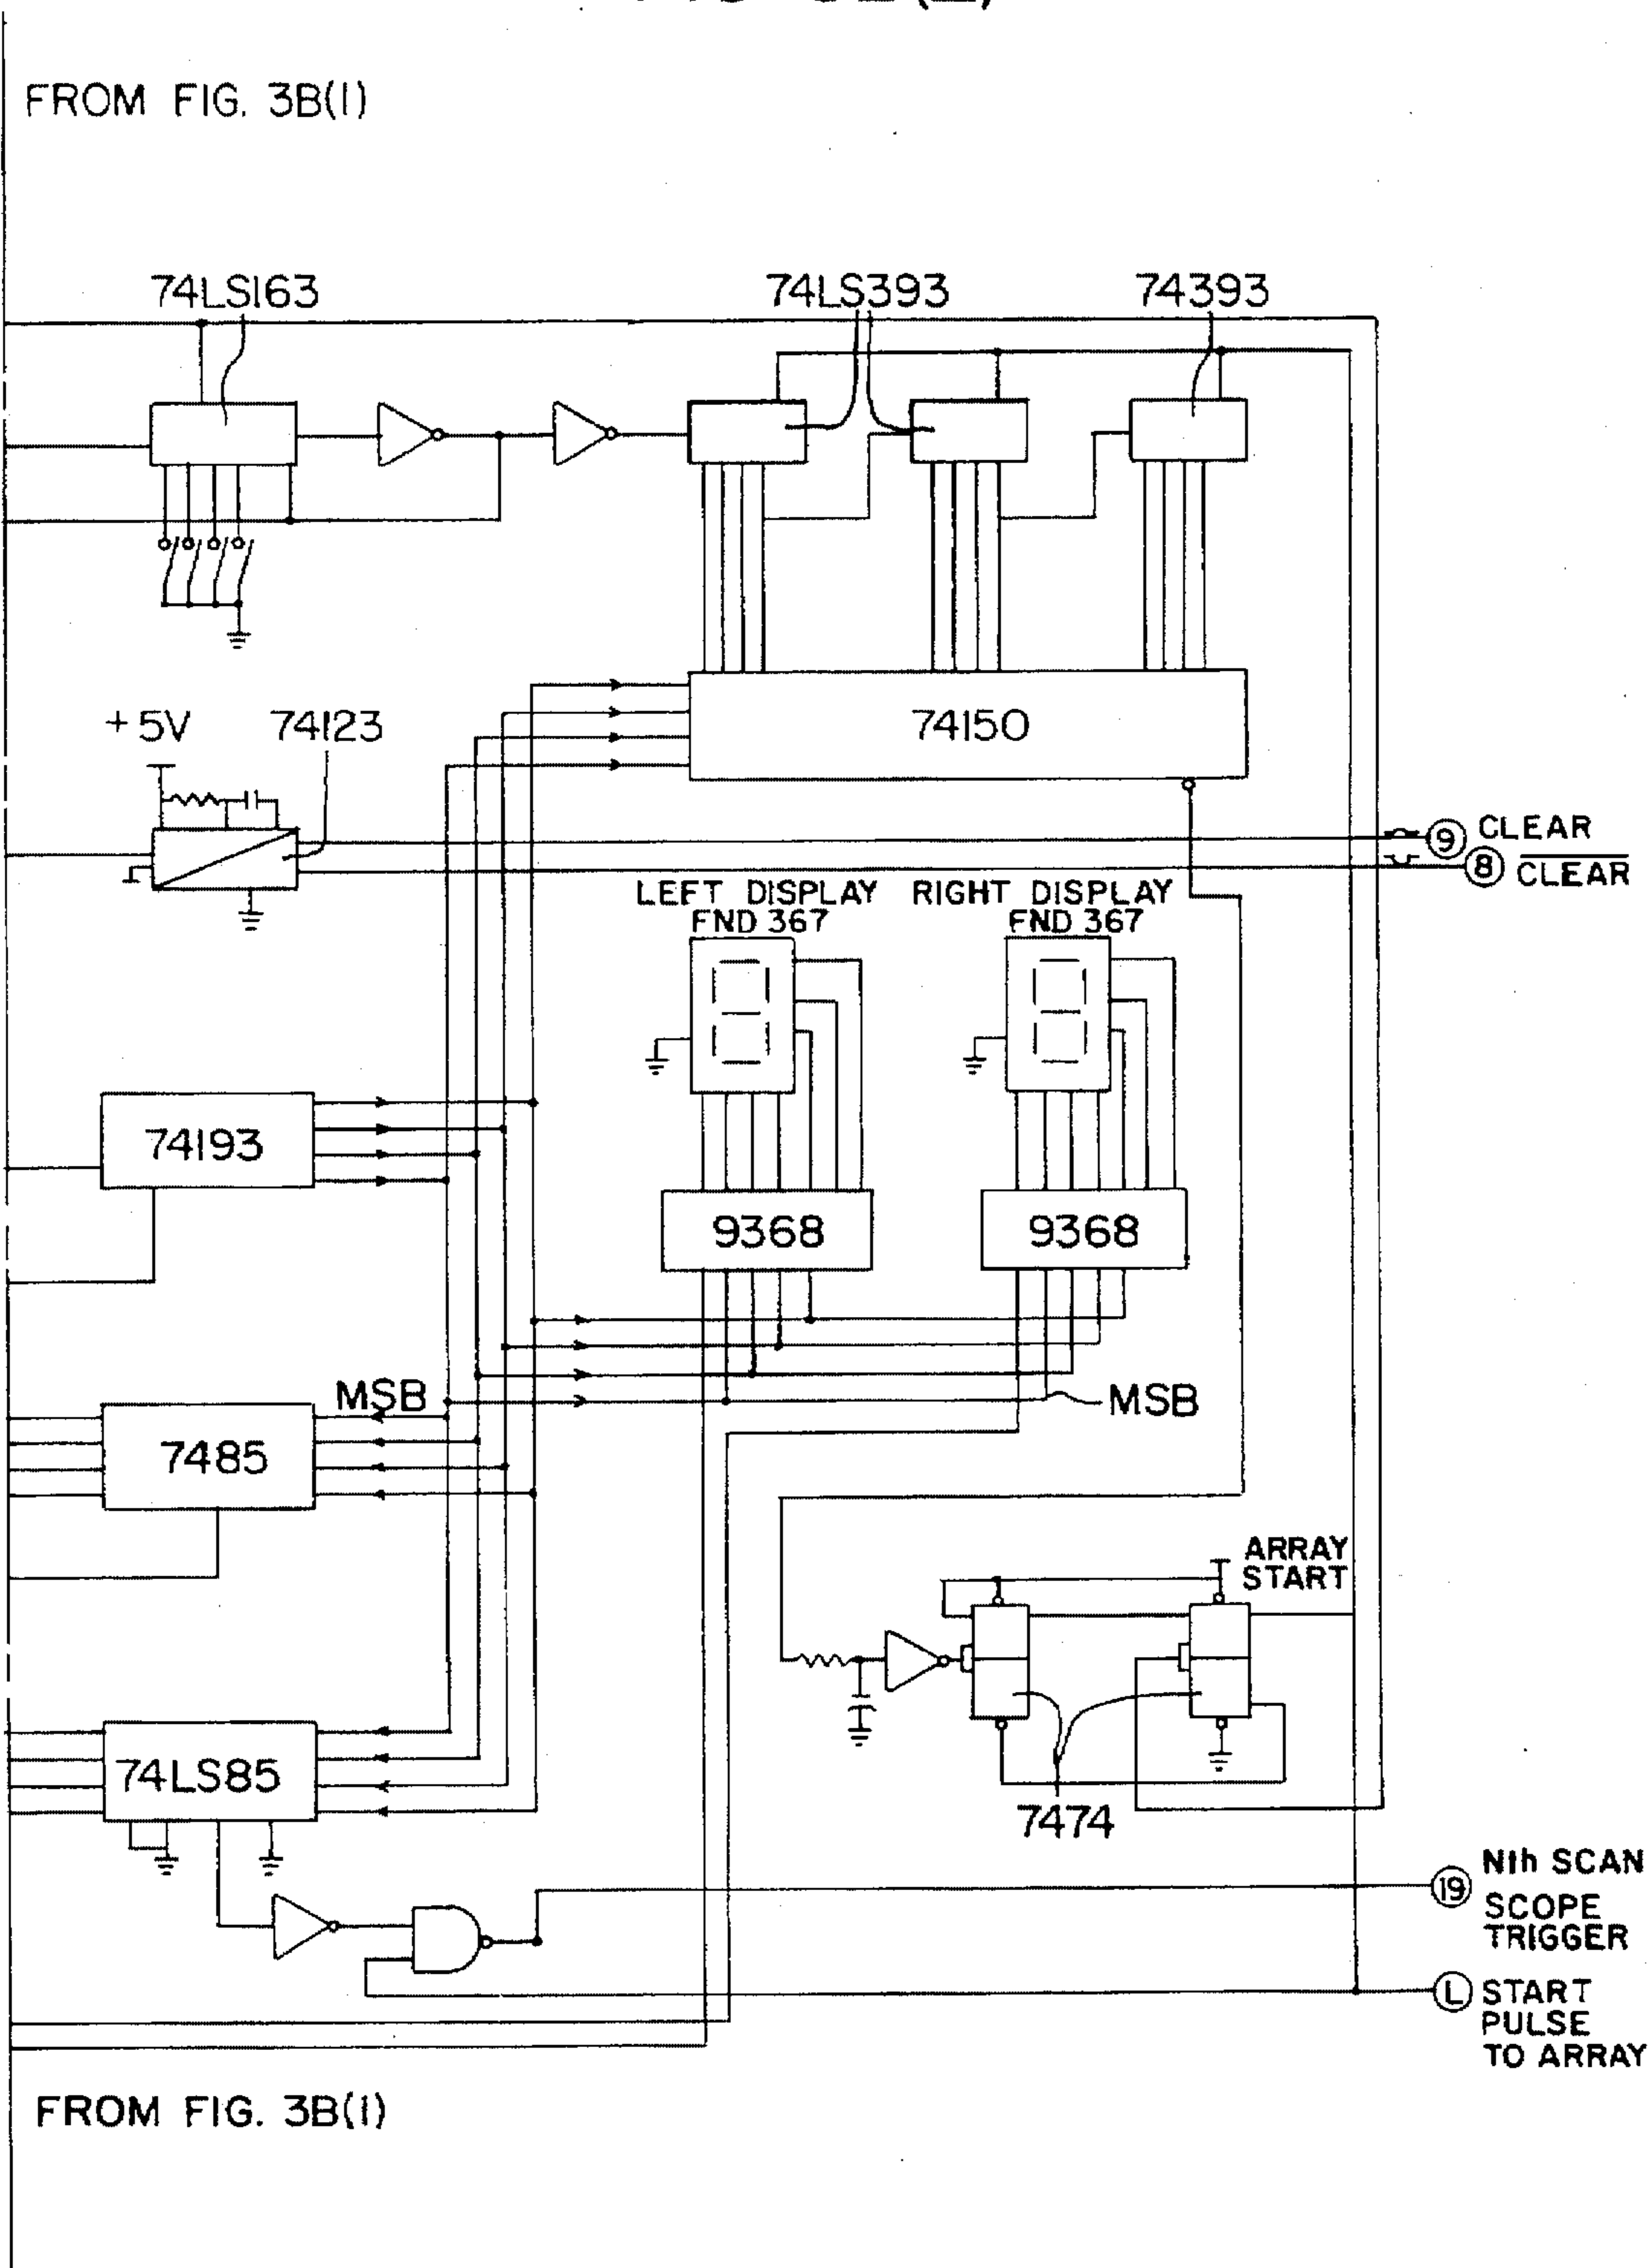 FROM FIG. 3B(1)
74LS163
74LS393
74393
+5V
74123
74150
9 CLEAR
8 CLEAR
LEFT DISPLAY
FND 367
RIGHT DISPLAY
FND 367
74193
9368
9368
MSB
MSB
7485
ARRAY
START
74LS85
7474
19 Nth SCAN
SCOPE
TRIGGER
L START
PULSE
TO ARRAY
FROM FIG. 3B(1)